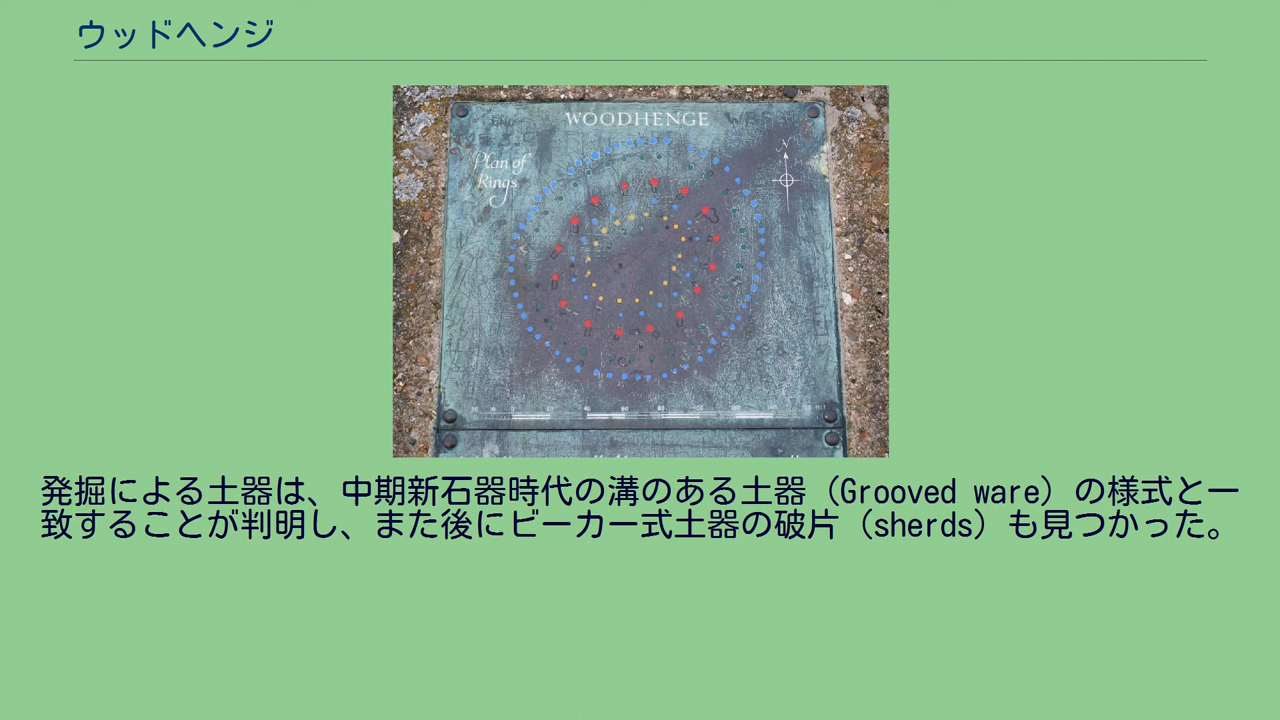 ウッドヘンジ
WOODHENGE
Plan of
Rings
N
発掘による土器は、中期新石器時代の溝のある土器（Grooved ware）の様式と一
致することが判明し、また後にビーカー式土器の破片（sherds）も見つかった。